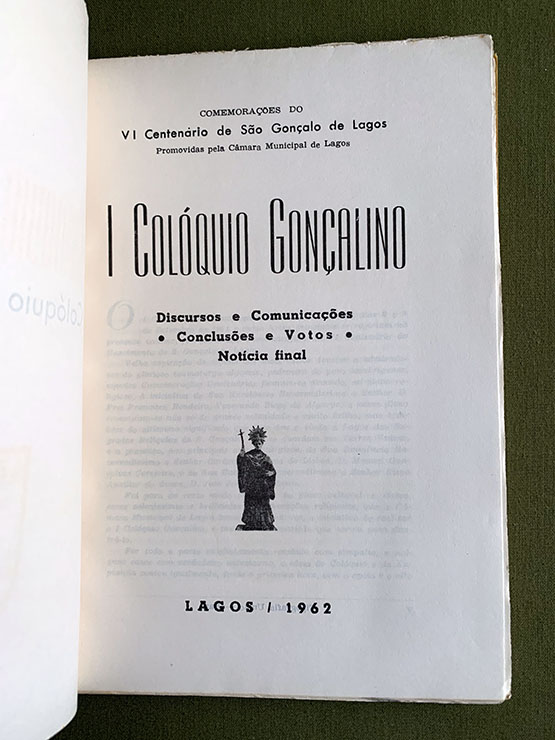 COMEMORAÇÕES DO
VI Centenário de São Gonçalo de Lagos
Promovidas pela Câmara Municipal de Lagos
I COLÓQUIO GONÇALINO
Discursos e Comunicações
• Conclusões e Votos •
Notícia final
LAGOS / 1962
Colóquio